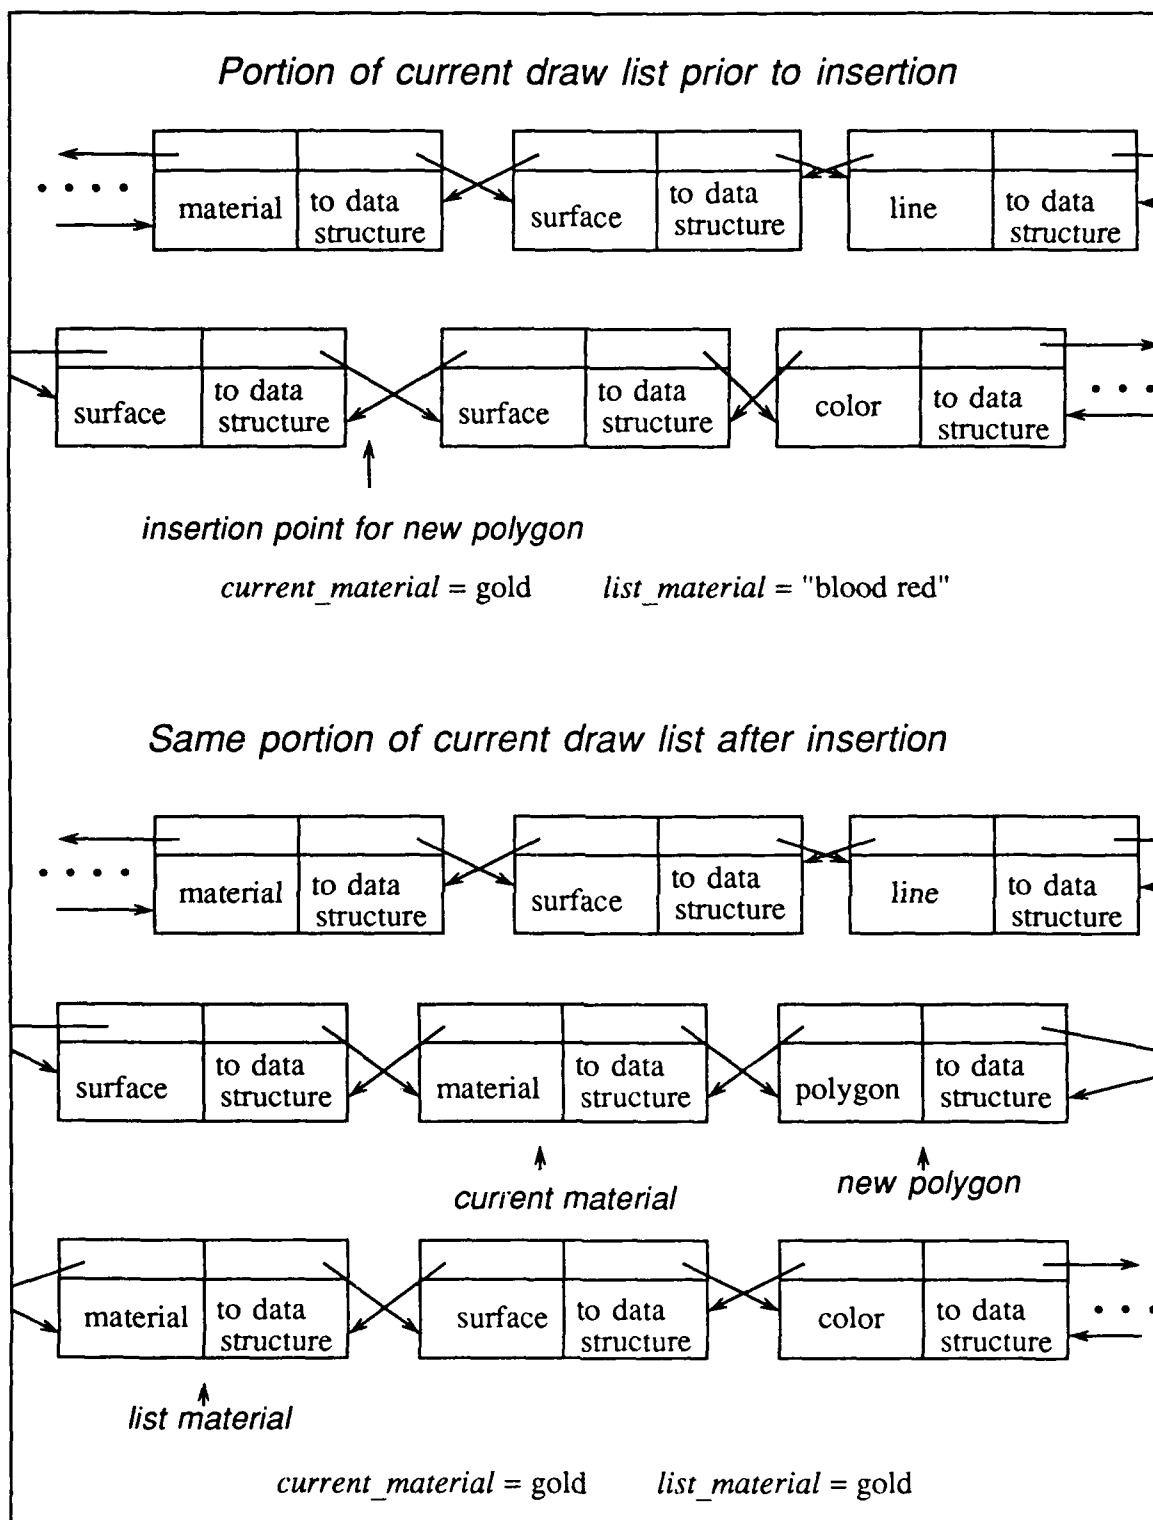 Portion of current draw list prior to insertion
material
to data
structure
surface
to data
structure
line
to data
structure
surface
to data
structure
surface
to data
structure
color
to data
structure
insertion point for new polygon
current_material = gold list_material = "blood red"
Same portion of current draw list after insertion
material
to data
structure
surface
to data
structure
line
to data
structure
surface
to data
structure
material
to data
structure
polygon
to data
structure
current material
new polygon
material
to data
structure
surface
to data
structure
color
to data
structure
list material
current_material = gold list_material = gold